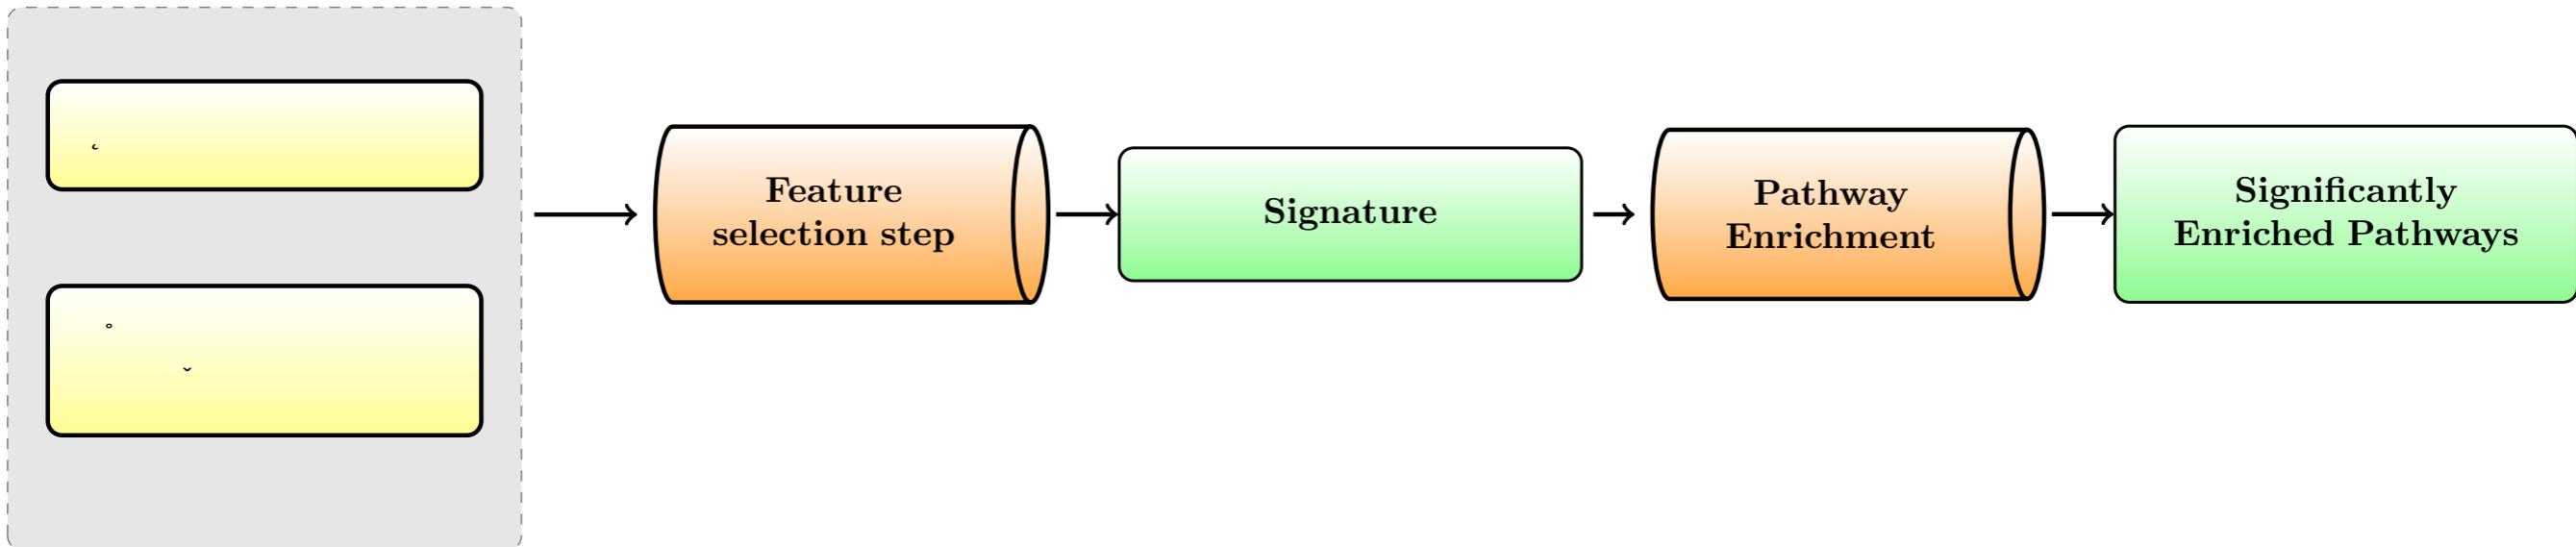 Feature
selection step
Signature
Pathway
Enrichment
Significantly
Enriched Pathways